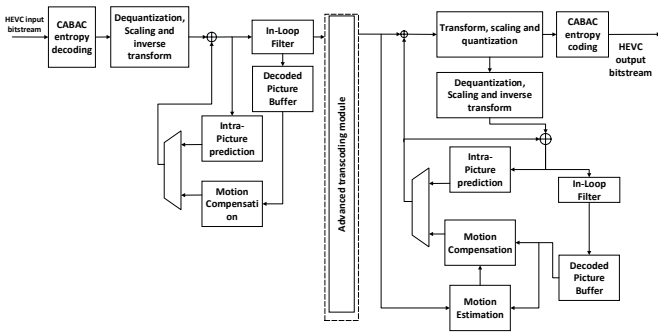 HEVC input
bitstream
CABAC
entropy
decoding
Dequantization,
Scaling and
inverse
transform
In-Loop
Filter
Decoded
Picture
Buffer
Intra-
Picture
prediction
Motion
Compensati
on
Advanced transcoding module
Transform, scaling and
quantization
CABAC
entropy
coding
HEVC
output
bitstream
Dequantization,
Scaling and inverse
transform
Intra-
Picture
prediction
In-Loop
Filter
Motion
Compensation
Decoded
Picture
Buffer
Motion
Estimation